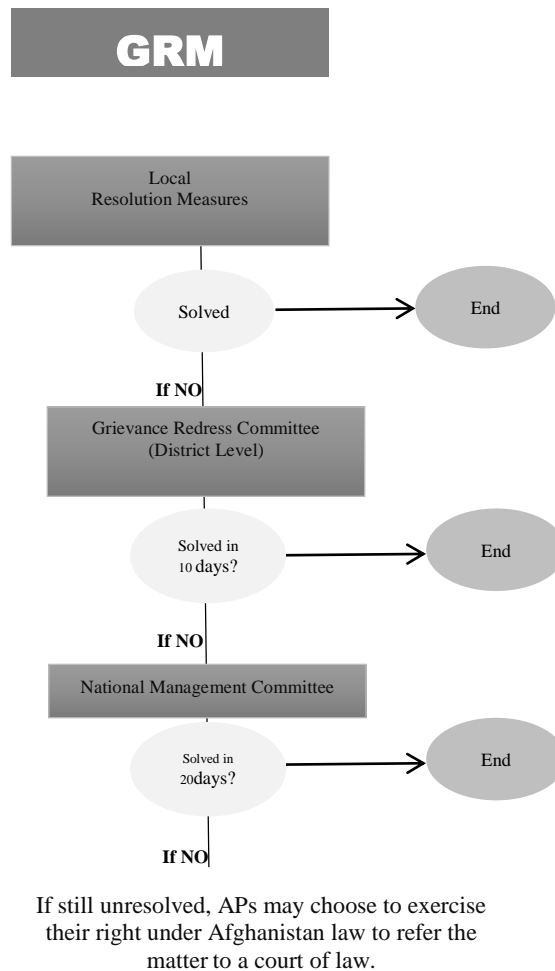 GRM
Local
Resolution Measures
Solved
End
If NO
Grievance Redress Committee
(District Level)
Solved in
10 days?
End
If NO
National Management Committee
Solved in
20days?
End
If NO
If still unresolved, APs may choose to exercise
their right under Afghanistan law to refer the
matter to a court of law.